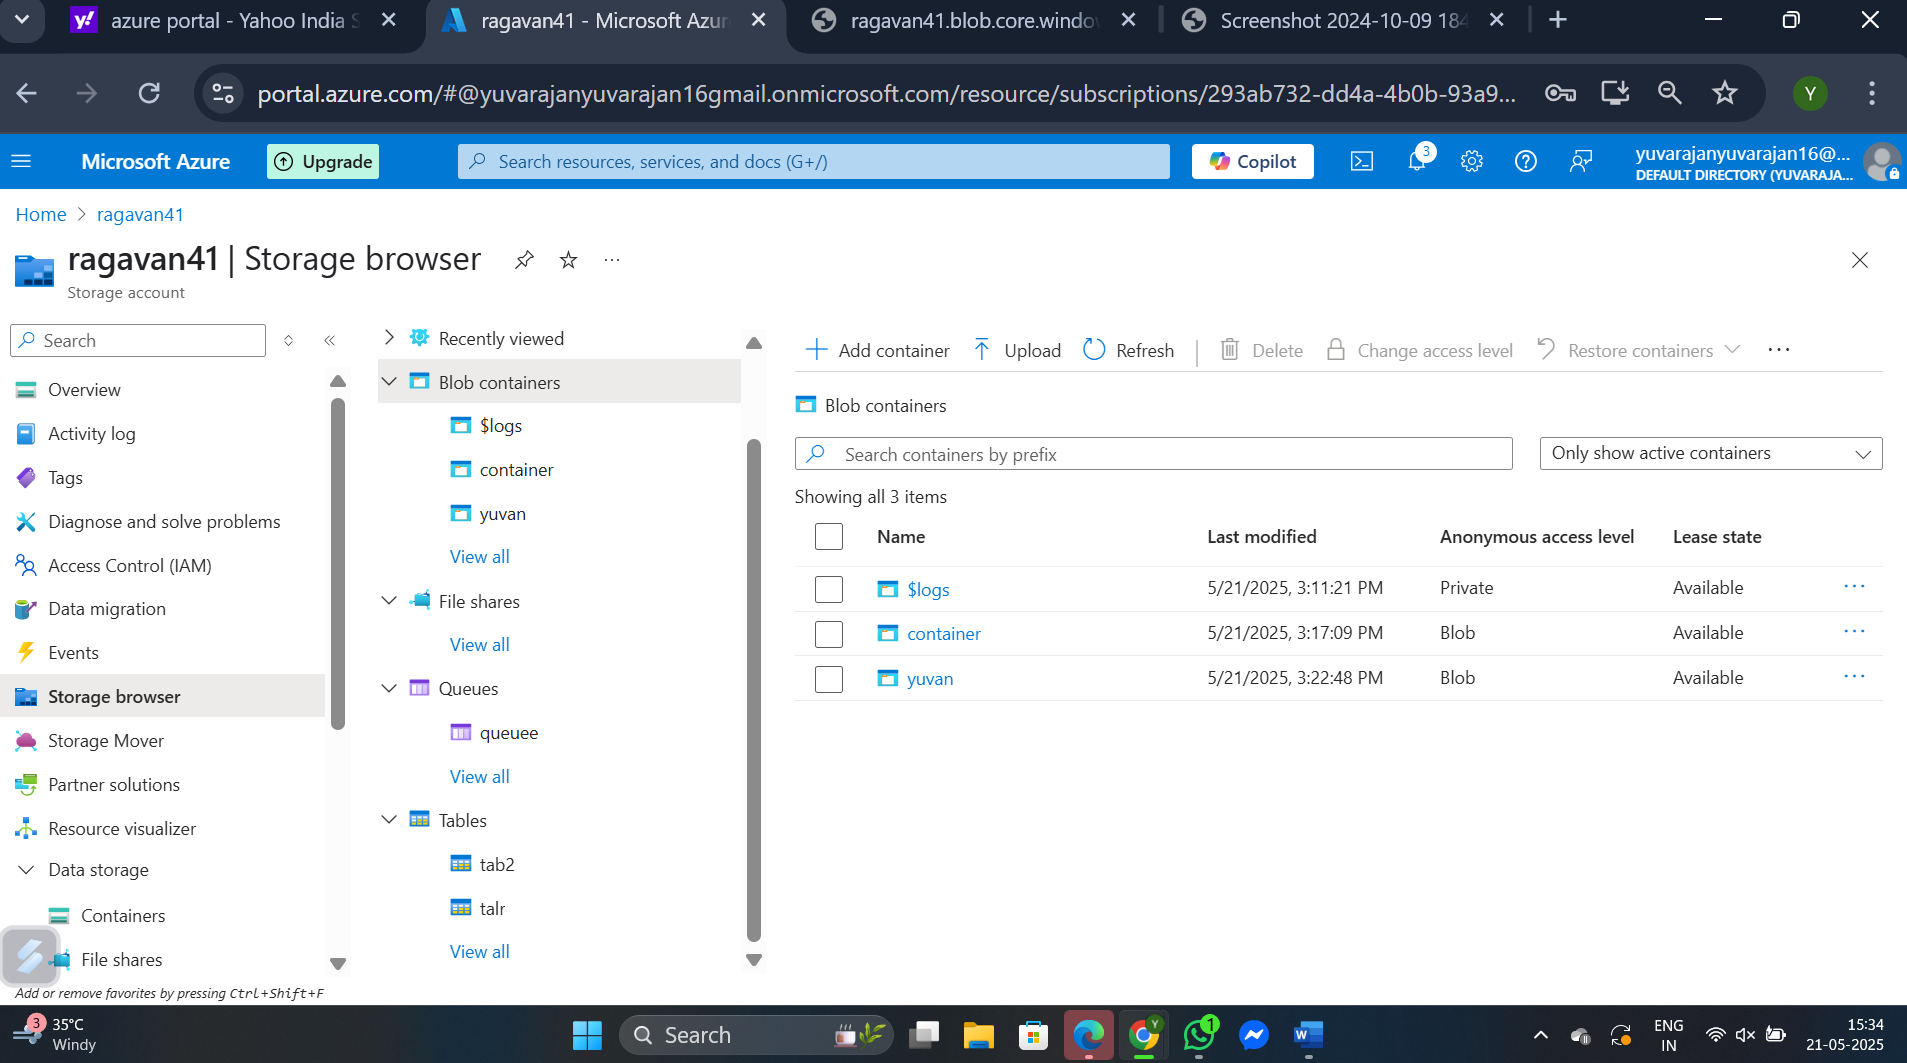 azure portal - Yahoo India S
ragavan41 - Microsoft Azur
ragavan41.blob.core.windo
Screenshot 2024-10-09 184
portal.azure.com/#@yuvarajanyuvarajan16gmail.onmicrosoft.com/resource/subscriptions/293ab732-dd4a-4b0b-93a9...
Y
Microsoft Azure
Upgrade
Search resources, services, and docs (G+/)
Copilot
3
yuvarajanyuvarajan16@...
DEFAULT DIRECTORY (YUVARAJA...
Home > ragavan41
ragavan41 | Storage browser
Storage account
Search
Overview
Activity log
Tags
Diagnose and solve problems
Access Control (IAM)
Data migration
Events
Storage browser
Storage Mover
Partner solutions
Resource visualizer
Data storage
Containers
File shares
Add or remove favorites by pressing Ctrl+Shift+F
Recently viewed
Blob containers
$logs
container
yuvan
View all
File shares
View all
Queues
queuee
View all
Tables
tab2
talr
View all
Add container Upload Refresh Delete Change access level Restore containers
Blob containers
Search containers by prefix
Only show active containers
Showing all 3 items
Name Last modified Anonymous access level Lease state
$logs 5/21/2025, 3:11:21 PM Private Available
container 5/21/2025, 3:17:09 PM Blob Available
yuvan 5/21/2025, 3:22:48 PM Blob Available
3
35°C
Windy
Search
Y
1
W
ENG
IN
15:34
21-05-2025